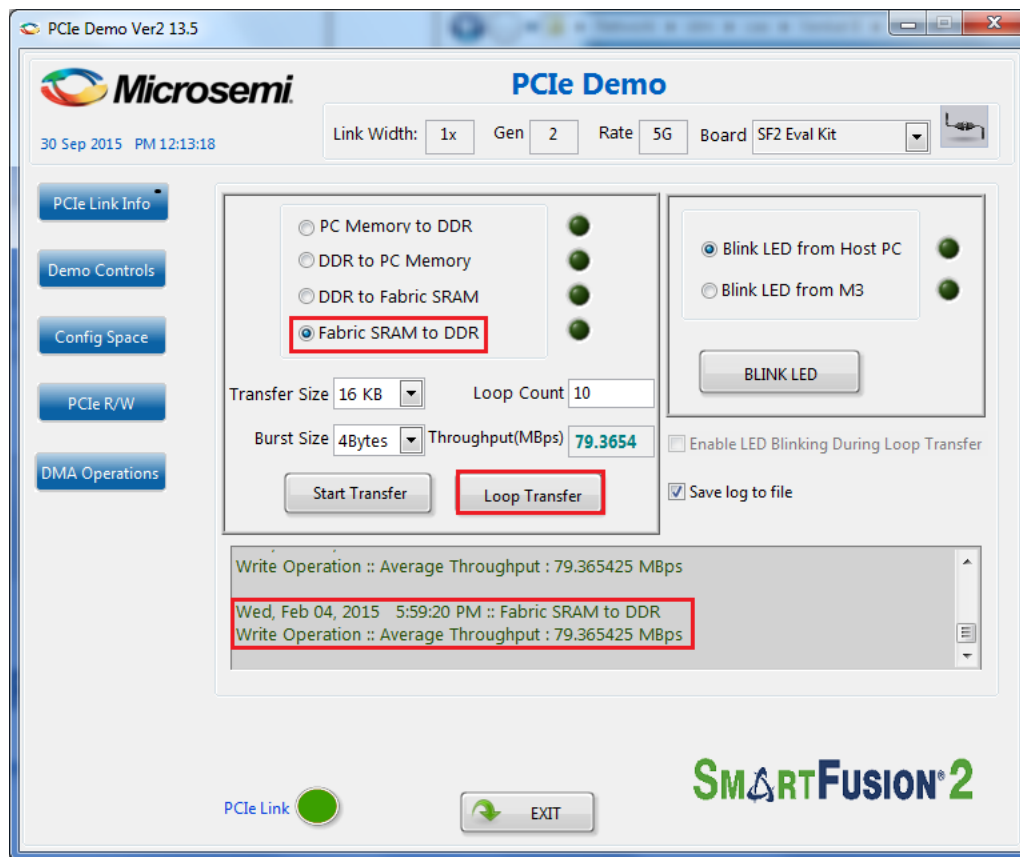 PCIe Demo Ver2 13.5
Microsemi.
PCIe Demo
30 Sep 2015 PM 12:13:18
Link Width: 1x Gen 2 Rate 5G Board SF2 Eval Kit
PCIe Link Info
Demo Controls
Config Space
PCIe R/W
DMA Operations
PC Memory to DDR
DDR to PC Memory
DDR to Fabric SRAM
Fabric SRAM to DDR
Transfer Size 16 KB Loop Count 10
Burst Size 4Bytes Throughput(MBps) 79.3654
Start Transfer Loop Transfer
Blink LED from Host PC
Blink LED from M3
BLINK LED
Enable LED Blinking During Loop Transfer
Save log to file
Write Operation :: Average Throughput : 79.365425 MBps
Wed, Feb 04, 2015 5:59:20 PM :: Fabric SRAM to DDR
Write Operation :: Average Throughput : 79.365425 MBps
SMARTFUSION®2
PCIe Link
EXIT